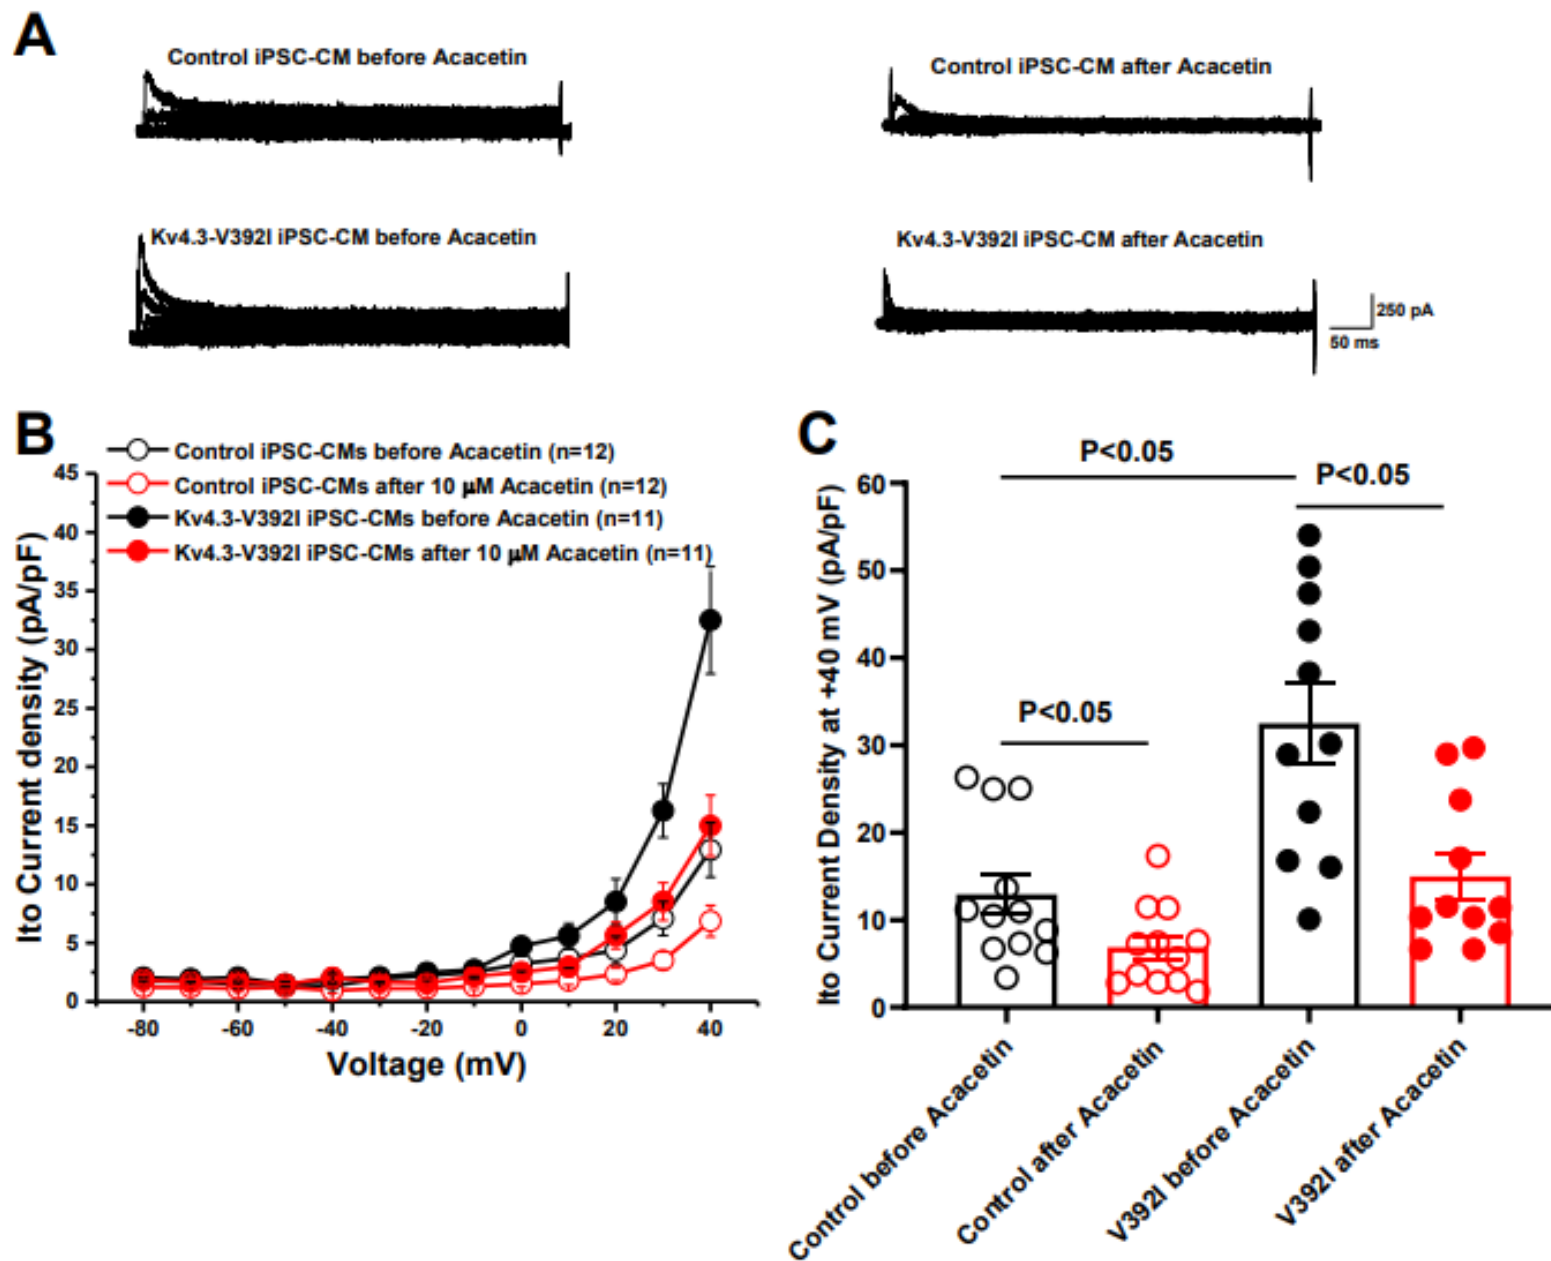 A
Control iPSC-CM before Acacetin
Control iPSC-CM after Acacetin
Kv4.3-V392I iPSC-CM before Acacetin
Kv4.3-V392I iPSC-CM after Acacetin
250 pA
50 ms
B
Control iPSC-CMs before Acacetin (n=12)
Control iPSC-CMs after 10 μM Acacetin (n=12)
Kv4.3-V392I iPSC-CMs before Acacetin (n=11)
Kv4.3-V392I iPSC-CMs after 10 μM Acacetin (n=11)
Ito Current density (pA/pF)
45
40
35
30
25
20
15
10
5
0
-80
-60
-40
-20
0
20
40
Voltage (mV)
C
P<0.05
P<0.05
P<0.05
Ito Current Density at +40 mV (pA/pF)
60
50
40
30
20
10
0
Control before Acacetin
Control after Acacetin
V392I before Acacetin
V392I after Acacetin